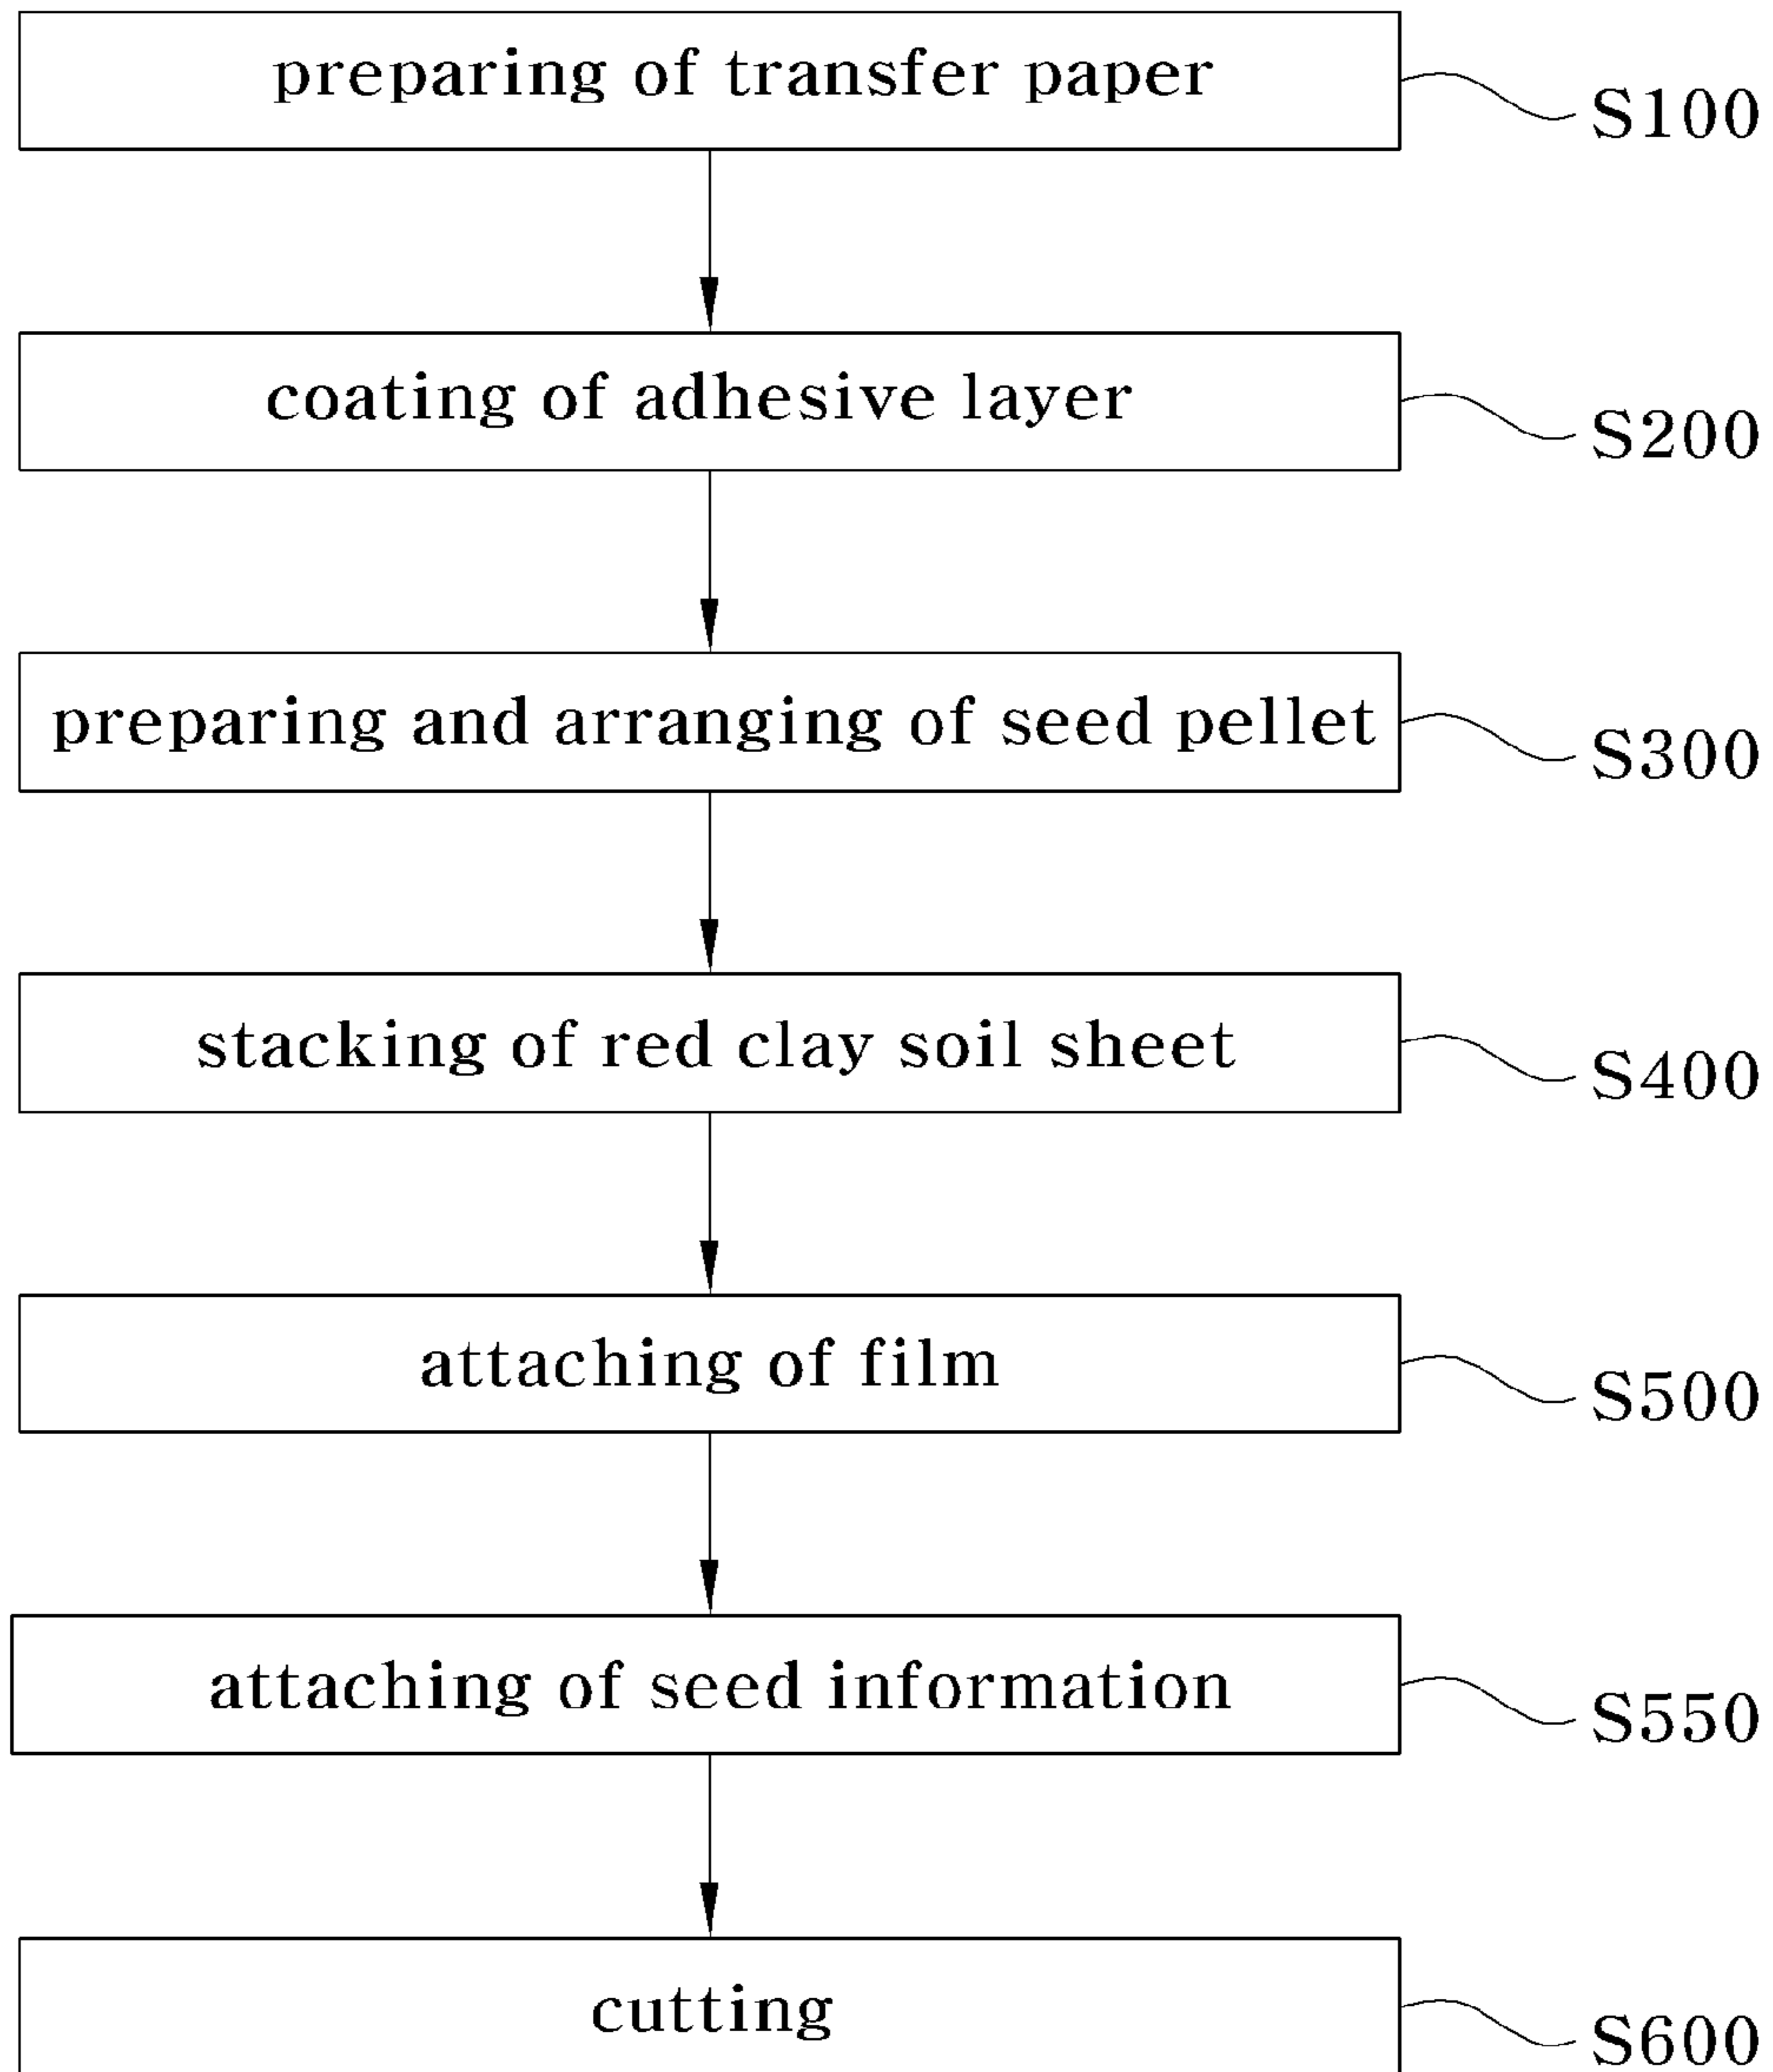 preparing of transfer paper
S100
coating of adhesive layer
S200
preparing and arranging of seed pellet
S300
stacking of red clay soil sheet
S400
attaching of film
S500
attaching of seed information
S550
cutting
S600